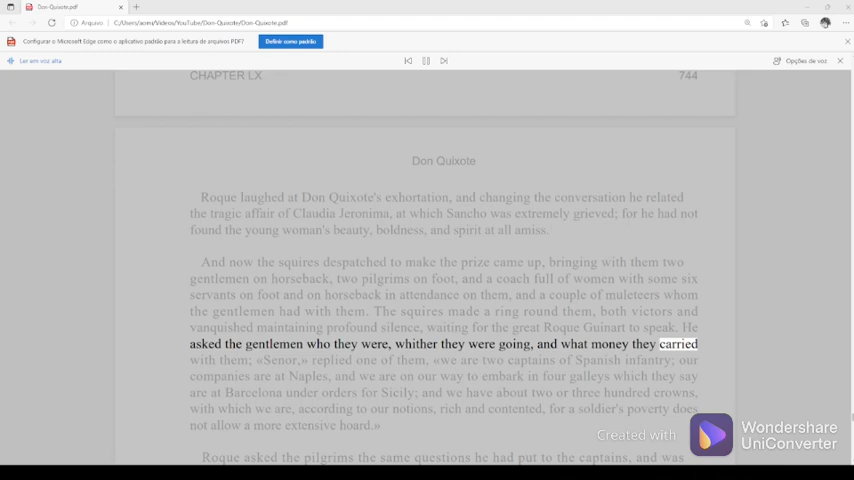 Don-Quixote.pdf
Arquivo
C:/Users/aoms/Videos/YouTube/Don-Quixote/Don-Quixote.pdf
Configurar o Microsoft Edge como o aplicativo padrão para a leitura de arquivos PDF?
Definir como padrão
Ler em voz alta
Opções de voz
CHAPTER LX 744
Don Quixote
Roque laughed at Don Quixote's exhortation, and changing the conversation he related
the tragic affair of Claudia Jeronima, at which Sancho was extremely grieved; for he had not
found the young woman's beauty, boldness, and spirit at all amiss.
And now the squires despatched to make the prize came up, bringing with them two
gentlemen on horseback, two pilgrims on foot, and a coach full of women with some six
servants on foot and on horseback in attendance on them, and a couple of muleteers whom
the gentlemen had with them. The squires made a ring round them, both victors and
vanquished maintaining profound silence, waiting for the great Roque Guinart to speak. He
asked the gentlemen who they were, whither they were going, and what money they carried
with them; «Senor,» replied one of them, «we are two captains of Spanish infantry; our
companies are at Naples, and we are on our way to embark in four galleys which they say
are at Barcelona under orders for Sicily; and we have about two or three hundred crowns,
with which we are, according to our notions, rich and contented, for a soldier's poverty does
not allow a more extensive hoard.»
Roque asked the pilgrims the same questions he had put to the captains, and was
Created with
Wondershare
UniConverter